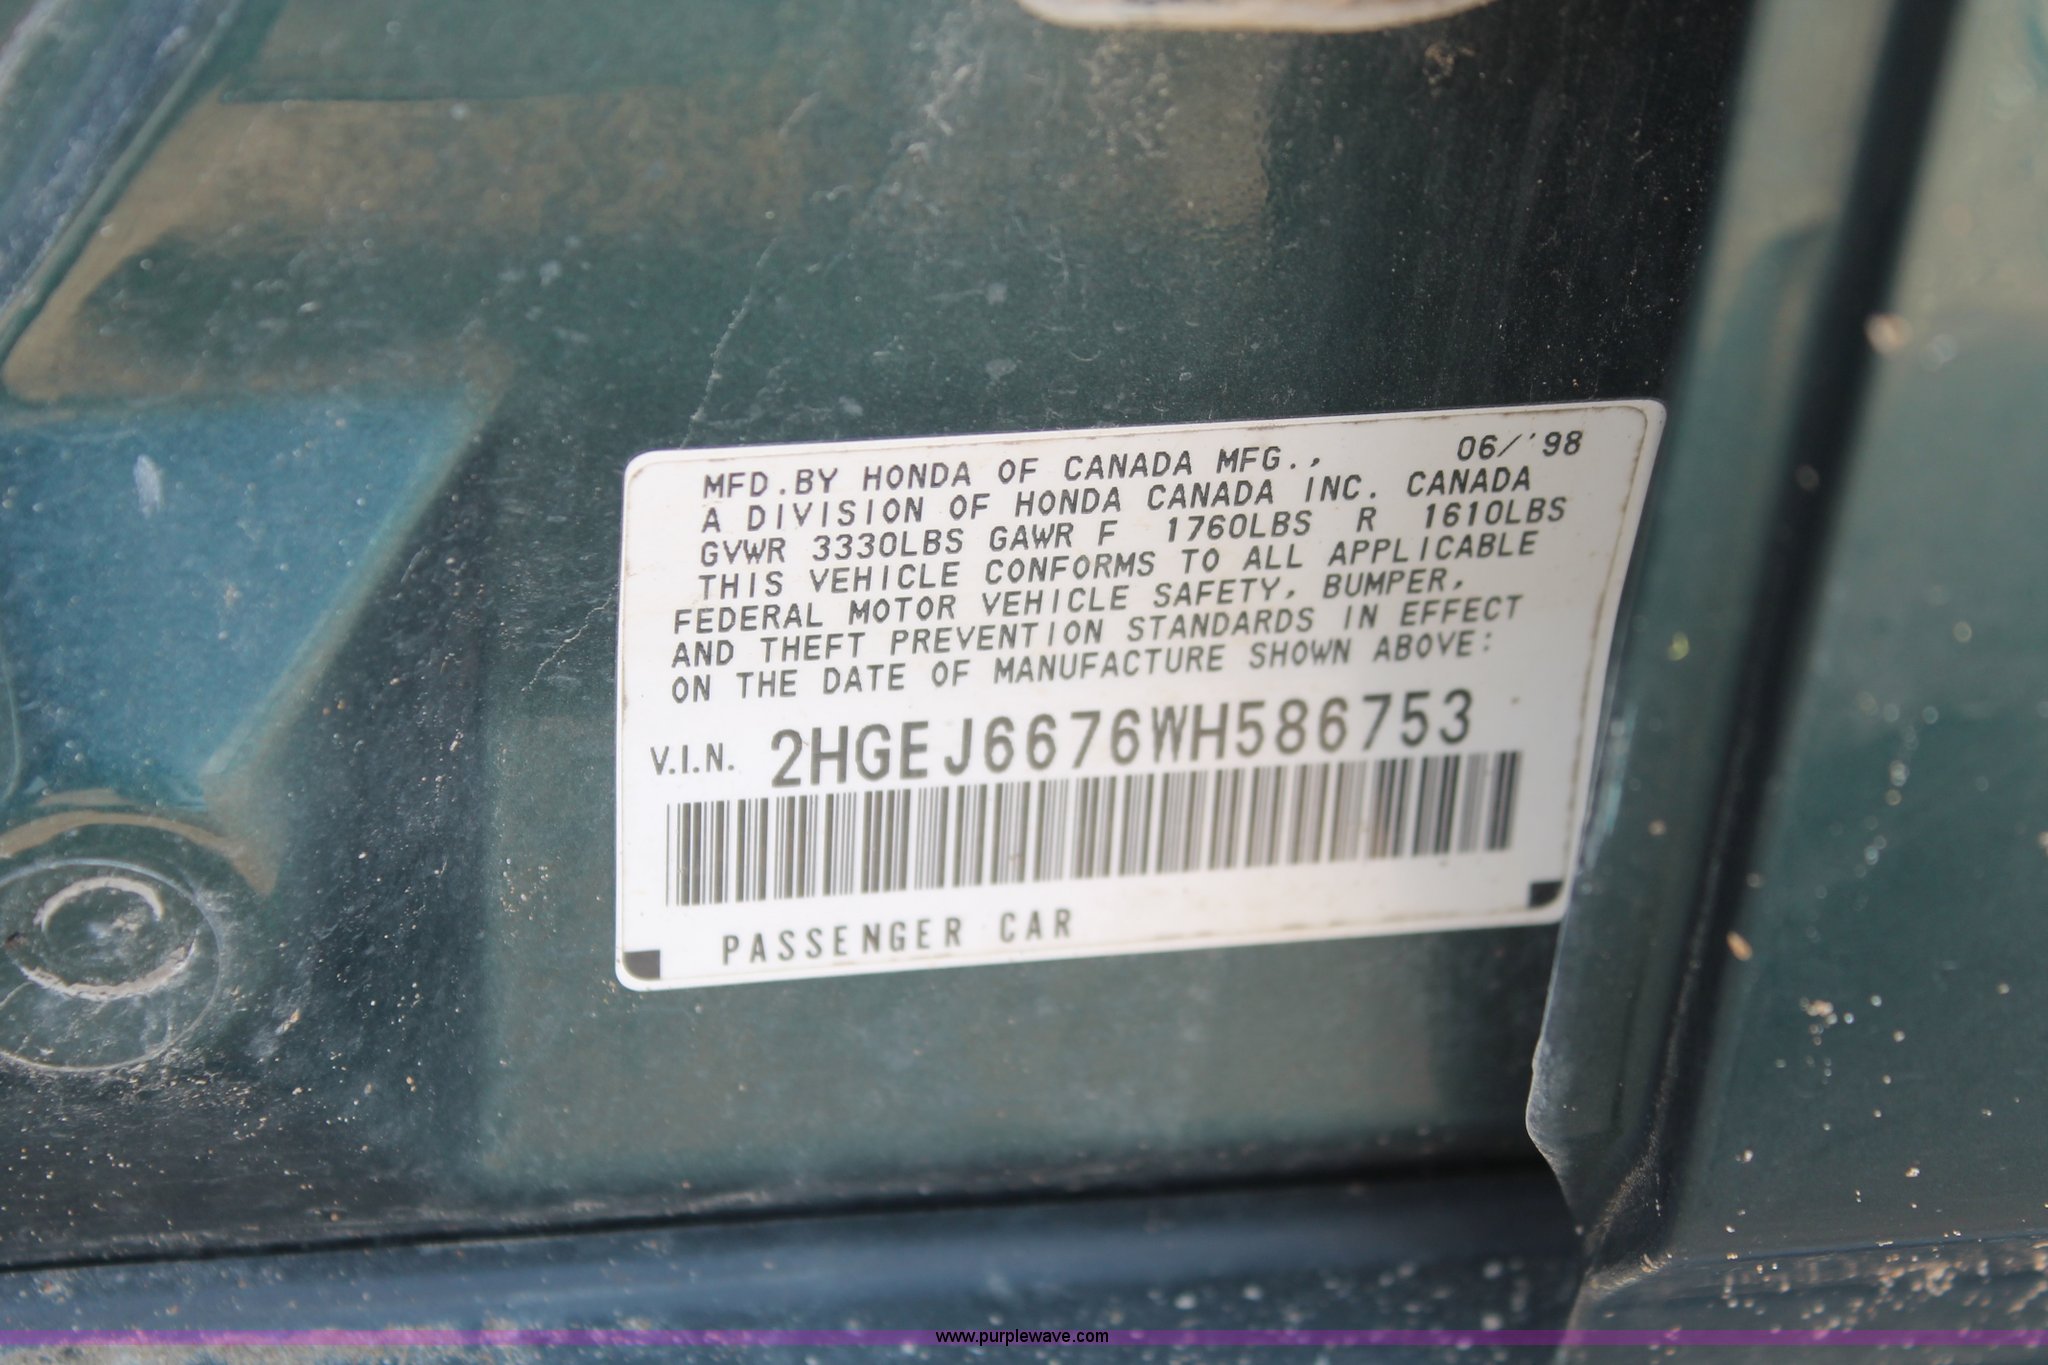 06/'98
MFD.BY HONDA OF CANADA MFG.,
A DIVISION OF HONDA CANADA INC. CANADA
GVWR 3330LBS GAWR F 1760LBS R 1610LBS
THIS VEHICLE CONFORMS TO ALL APPLICABLE
FEDERAL MOTOR VEHICLE SAFETY, BUMPER,
AND THEFT PREVENTION STANDARDS IN EFFECT
ON THE DATE OF MANUFACTURE SHOWN ABOVE:
V.I.N. 2HGEJ6676WH586753
PASSENGER CAR
www.purplewave.com